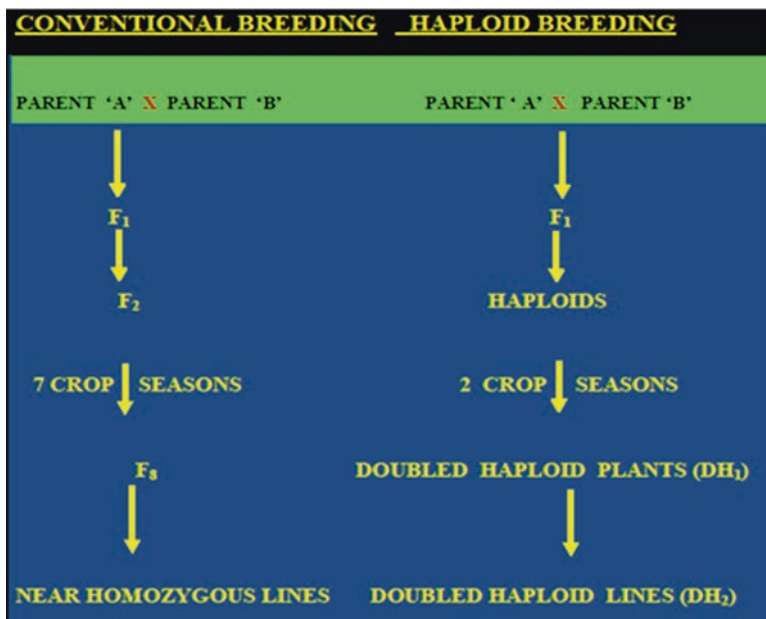 CONVENTIONAL BREEDING HAPLOID BREEDING
PARENT ‘A’ X PARENT ‘B’ PARENT ‘ A’ X PARENT ‘B’
F₁ F₁
F₂ HAPLOIDS
7 CROP SEASONS 2 CROP SEASONS
F₈ DOUBLED HAPLOID PLANTS (DH₁)
NEAR HOMOZYGOUS LINES DOUBLED HAPLOID LINES (DH₂)